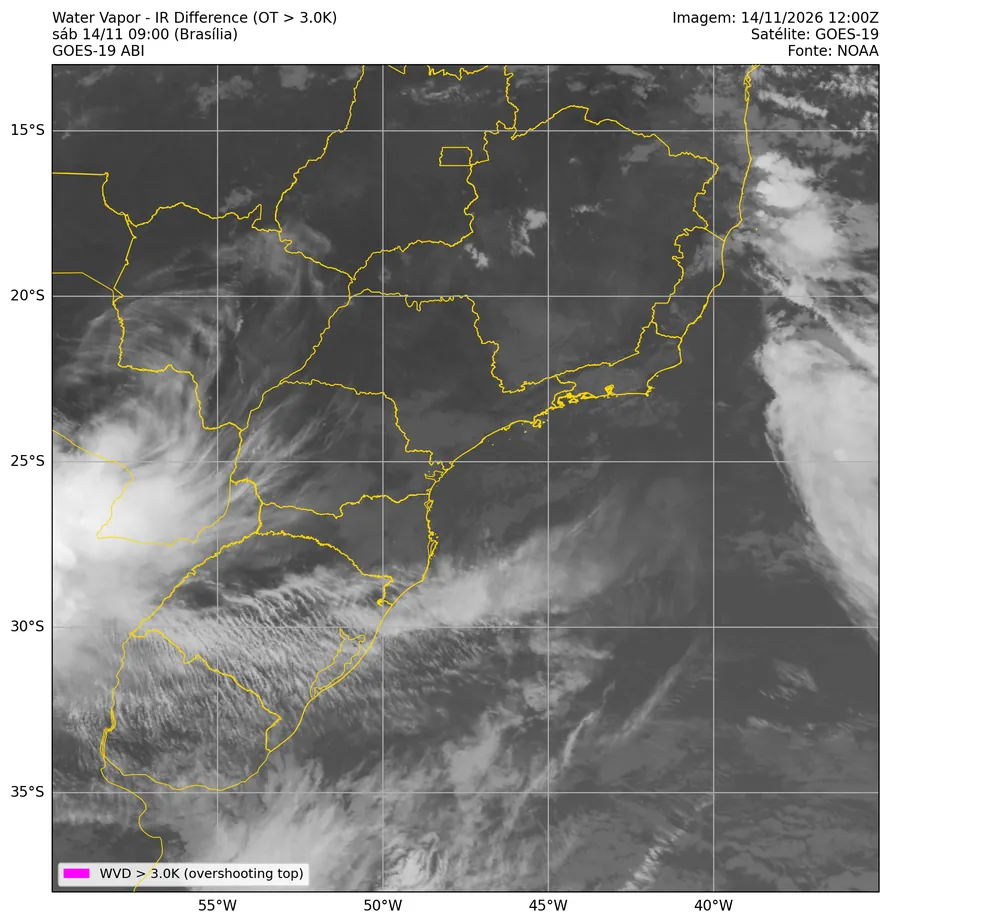 Water Vapor - IR Difference (OT > 3.0K)
sáb 14/11 09:00 (Brasília)
GOES-19 ABI
Imagem: 14/11/2026 12:00Z
Satélite: GOES-19
Fonte: NOAA
15°S
20°S
25°S
30°S
35°S
WVD > 3.0K (overshooting top)
55°W
50°W
45°W
40°W